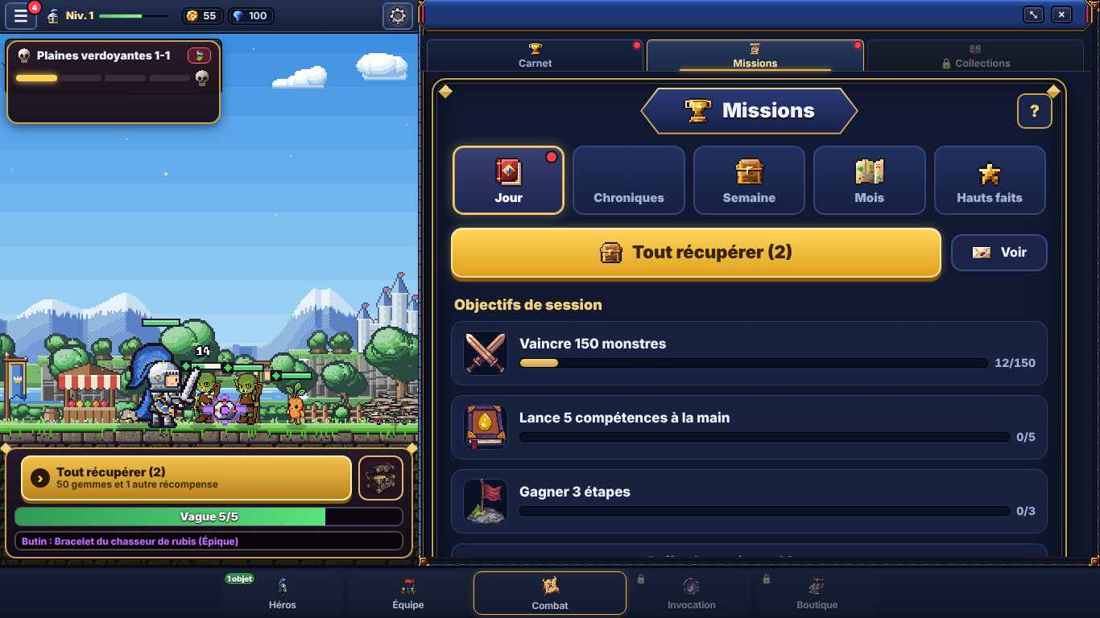 4
Niv. 1
55
100
Plaines verdoyantes 1-1
14
Tout récupérer (2)
50 gemmes et 1 autre récompense
Vague 5/5
Butin : Bracelet du chasseur de rubis (Épique)
Carnet
Missions
Collections
Missions
?
Jour
Chroniques
Semaine
Mois
Hauts faits
Tout récupérer (2)
Voir
Objectifs de session
Vaincre 150 monstres
12/150
Lance 5 compétences à la main
0/5
Gagner 3 étapes
0/3
1 objet
Héros
Équipe
Combat
Invocation
Boutique